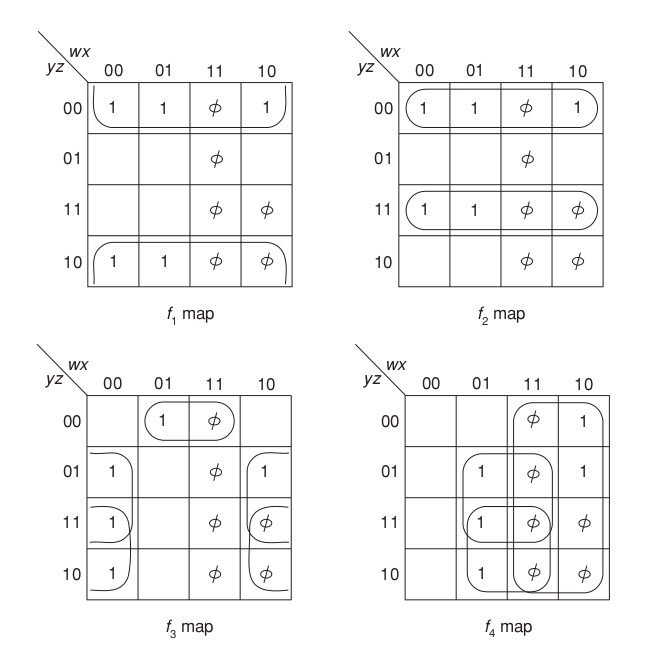 wx wx
yz 00 01 11 10 yz 00 01 11 10
00 1 1 ϕ 1 00 1 1 ϕ 1
01 ϕ 01 ϕ
11 ϕ ϕ 11 1 1 ϕ ϕ
10 1 1 ϕ ϕ 10 ϕ ϕ
f1 map f2 map
wx wx
yz 00 01 11 10 yz 00 01 11 10
00 1 ϕ 00 ϕ 1
01 1 ϕ 1 01 1 ϕ 1
11 1 ϕ ϕ 11 1 ϕ ϕ
10 1 ϕ ϕ 10 1 ϕ ϕ
f3 map f4 map